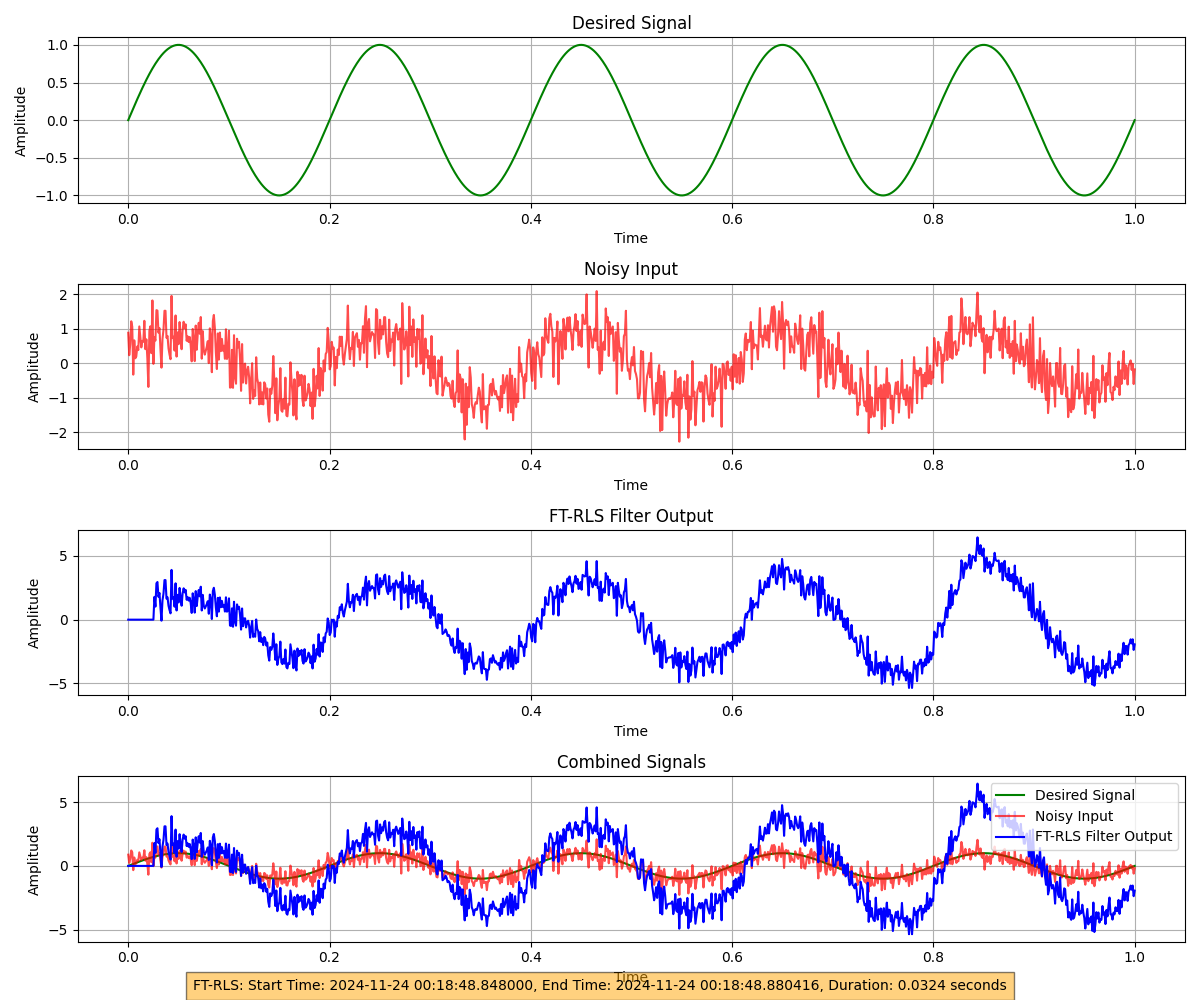 Desired Signal
1.0
0.5
0.0
−0.5
−1.0
Amplitude
0.0 0.2 0.4 0.6 0.8 1.0
Time
Noisy Input
2
1
0
−1
−2
Amplitude
0.0 0.2 0.4 0.6 0.8 1.0
Time
FT-RLS Filter Output
5
0
−5
Amplitude
0.0 0.2 0.4 0.6 0.8 1.0
Time
Combined Signals
5
0
−5
Amplitude
Desired Signal
Noisy Input
FT-RLS Filter Output
0.0 0.2 0.4 0.6 0.8 1.0
Time
FT-RLS: Start Time: 2024-11-24 00:18:48.848000, End Time: 2024-11-24 00:18:48.880416, Duration: 0.0324 seconds